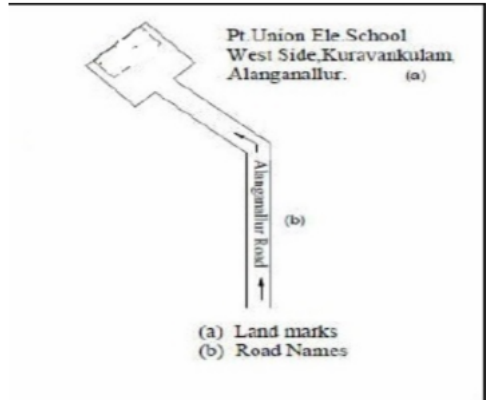 Pt.Union Ele.School
West Side,Kuravankulam
Alanganallur. (a)
Alanganallur Road
(b)
(a) Land marks
(b) Road Names